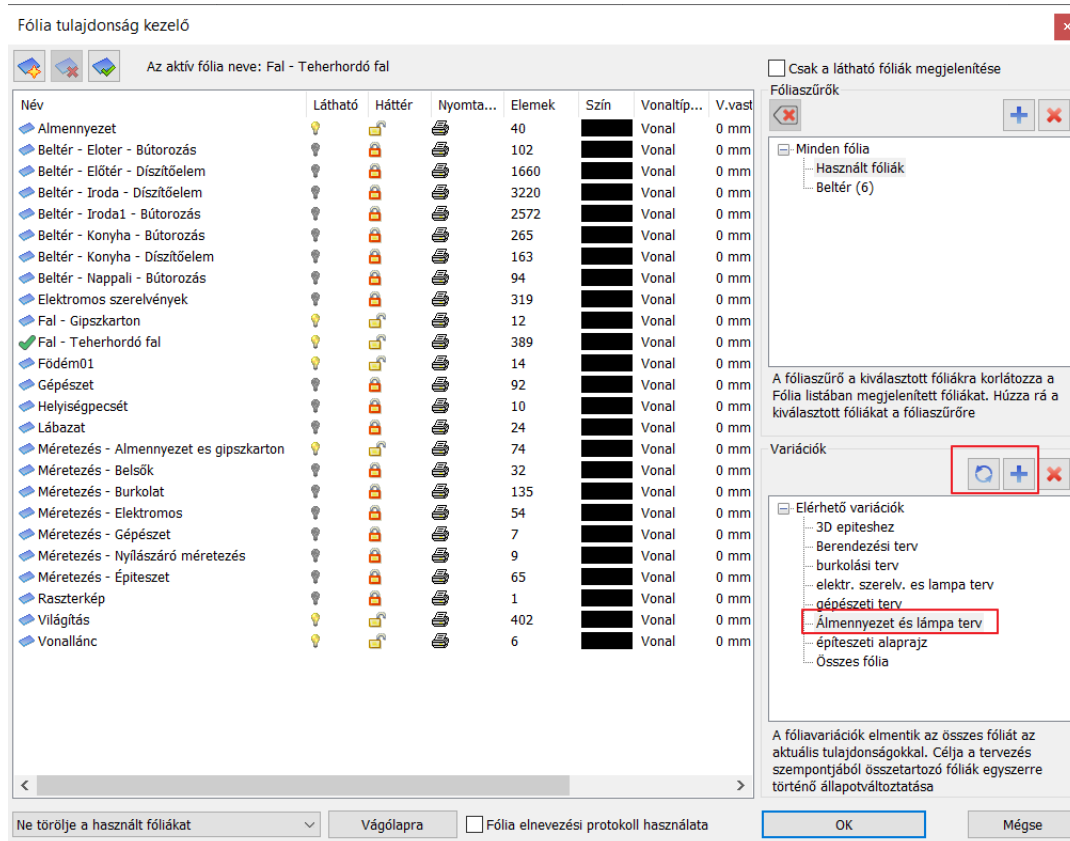 Fólia tulajdonság kezelő
Az aktív fólia neve: Fal - Teherhordó fal
Csak a látható fóliák megjelenítése
Név Látható Háttér Nyomta... Elemek Szín Vonaltíp... V.vast
Almennyezet 40 Vonal 0 mm
Beltér - Eloter - Bútorozás 102 Vonal 0 mm
Beltér - Előtér - Díszítőelem 1660 Vonal 0 mm
Beltér - Iroda - Díszítőelem 3220 Vonal 0 mm
Beltér - Iroda1 - Bútorozás 2572 Vonal 0 mm
Beltér - Konyha - Bútorozás 265 Vonal 0 mm
Beltér - Konyha - Díszítőelem 163 Vonal 0 mm
Beltér - Nappali - Bútorozás 94 Vonal 0 mm
Elektromos szerelvények 319 Vonal 0 mm
Fal - Gipszkarton 12 Vonal 0 mm
Fal - Teherhordó fal 389 Vonal 0 mm
Födém01 14 Vonal 0 mm
Gépészet 92 Vonal 0 mm
Helyiségpecsét 10 Vonal 0 mm
Lábazat 24 Vonal 0 mm
Méretezés - Almennyezet es gipszkarton 74 Vonal 0 mm
Méretezés - Belsők 32 Vonal 0 mm
Méretezés - Burkolat 135 Vonal 0 mm
Méretezés - Elektromos 54 Vonal 0 mm
Méretezés - Gépészet 7 Vonal 0 mm
Méretezés - Nyílászáró méretezés 9 Vonal 0 mm
Méretezés - Épiteszet 65 Vonal 0 mm
Raszterkép 1 Vonal 0 mm
Világítás 402 Vonal 0 mm
Vonallánc 6 Vonal 0 mm
Fóliaszűrők
Minden fólia
Használt fóliák
Beltér (6)
A fóliaszűrő a kiválasztott fóliákra korlátozza a
Fólia listában megjelenített fóliákat. Húzza rá a
kiválasztott fóliákat a fóliaszűrőre
Variációk
Elérhető variációk
3D epiteshez
Berendezési terv
burkolási terv
elektr. szerelv. es lampa terv
gépészeti terv
Álmennyezet és lámpa terv
építeszeti alaprajz
Összes fólia
A fóliavariációk elmentik az összes fóliát az
aktuális tulajdonságokkal. Célja a tervezés
szempontjából összetartozó fóliák egyszerre
történő állapotváltoztatása
Ne törölje a használt fóliákat
Vágólapra
Fólia elnevezési protokoll használata
OK
Mégse